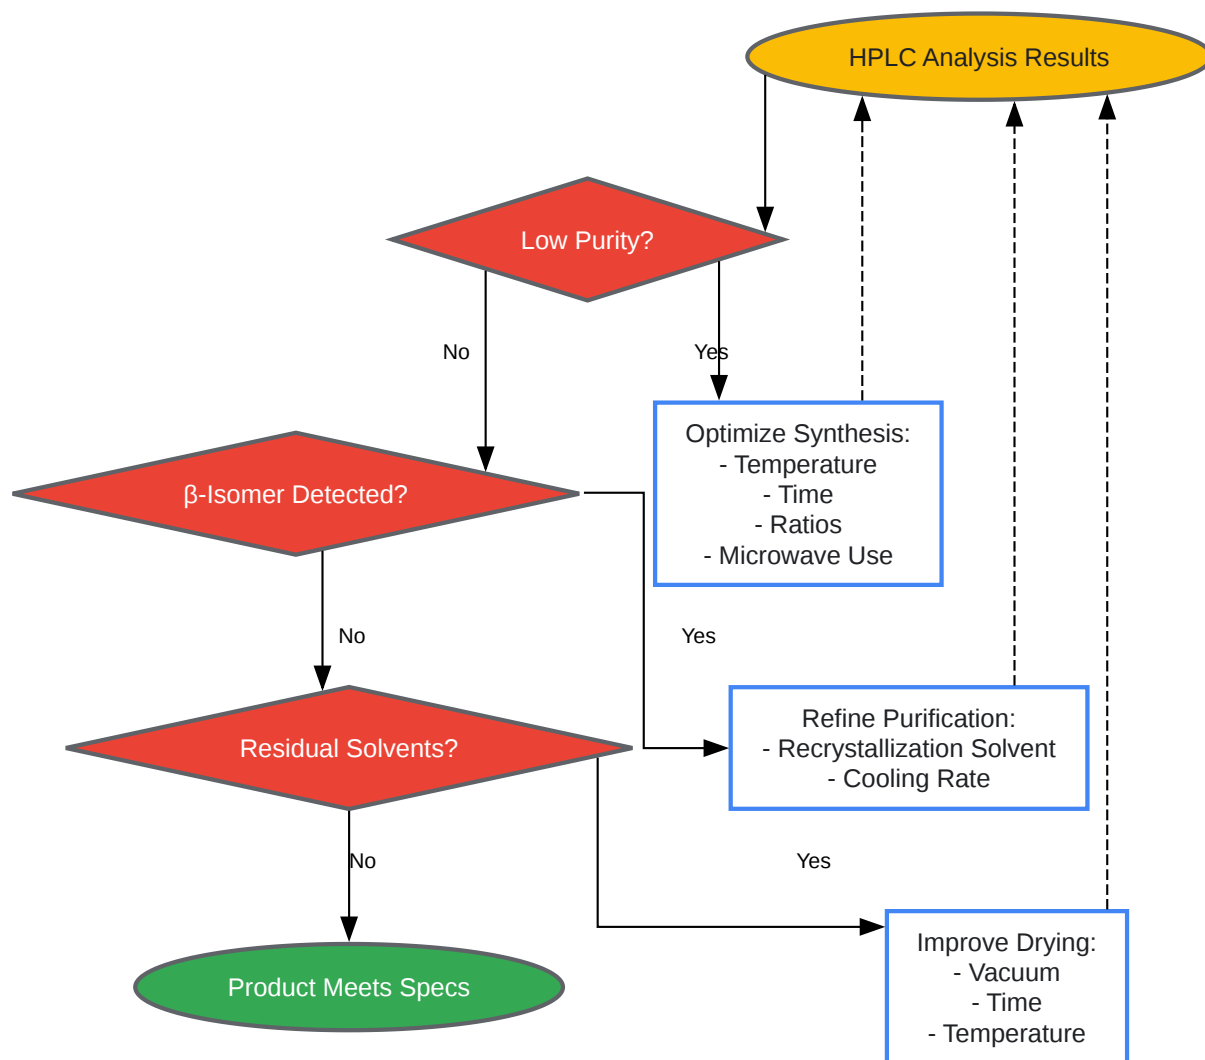 HPLC Analysis Results
Low Purity?
No
Yes
Optimize Synthesis:
- Temperature
- Time
- Ratios
- Microwave Use
β-Isomer Detected?
No
Yes
Refine Purification:
- Recrystallization Solvent
- Cooling Rate
Residual Solvents?
No
Yes
Improve Drying:
- Vacuum
- Time
- Temperature
Product Meets Specs